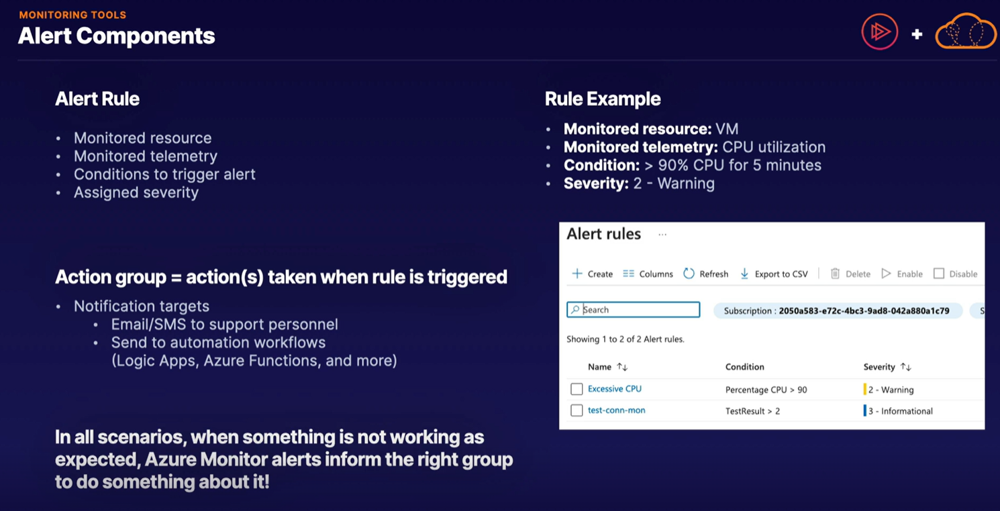 MONITORING TOOLS
Alert Components
Alert Rule
• Monitored resource
• Monitored telemetry
• Conditions to trigger alert
• Assigned severity
Action group = action(s) taken when rule is triggered
• Notification targets
• Email/SMS to support personnel
• Send to automation workflows
(Logic Apps, Azure Functions, and more)
In all scenarios, when something is not working as
expected, Azure Monitor alerts inform the right group
to do something about it!
Rule Example
• Monitored resource: VM
• Monitored telemetry: CPU utilization
• Condition: > 90% CPU for 5 minutes
• Severity: 2 - Warning
Alert rules ...
Create Columns Refresh Export to CSV Delete Enable Disable
Search Subscription : 2050a583-e72c-4bc3-9ad8-042a880a1c79 S
Showing 1 to 2 of 2 Alert rules.
Name ↑↓ Condition Severity ↑↓
Excessive CPU Percentage CPU > 90 2 - Warning
test-conn-mon TestResult > 2 3 - Informational